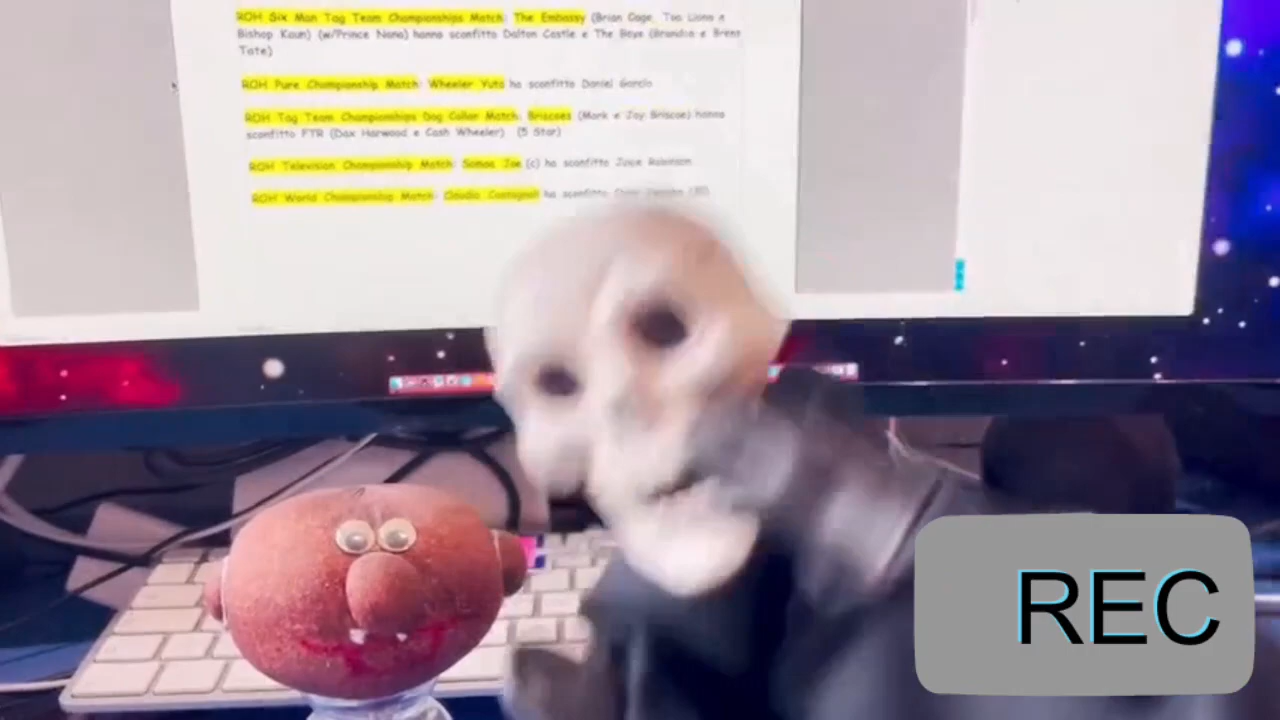 ROH Six Man Tag Team Championships Match: The Embassy (Brian Cage, Toa Liona e
Bishop Kaun) (w/Prince Nana) hanno sconfitto Dalton Castle e The Boys (Brandon e Brent
Tate)
ROH Pure Championship Match: Wheeler Yuta ha sconfitto Daniel Garcia
ROH Tag Team Championships Dog Collar Match: Briscoes (Mark e Jay Briscoe) hanno
sconfitto FTR (Dax Harwood e Cash Wheeler) (5 Star)
ROH Television Championship Match: Samoa Joe (c) ha sconfitto Juice Robinson
ROH World Championship Match: Claudio Castagnoli ha sconfitto
REC